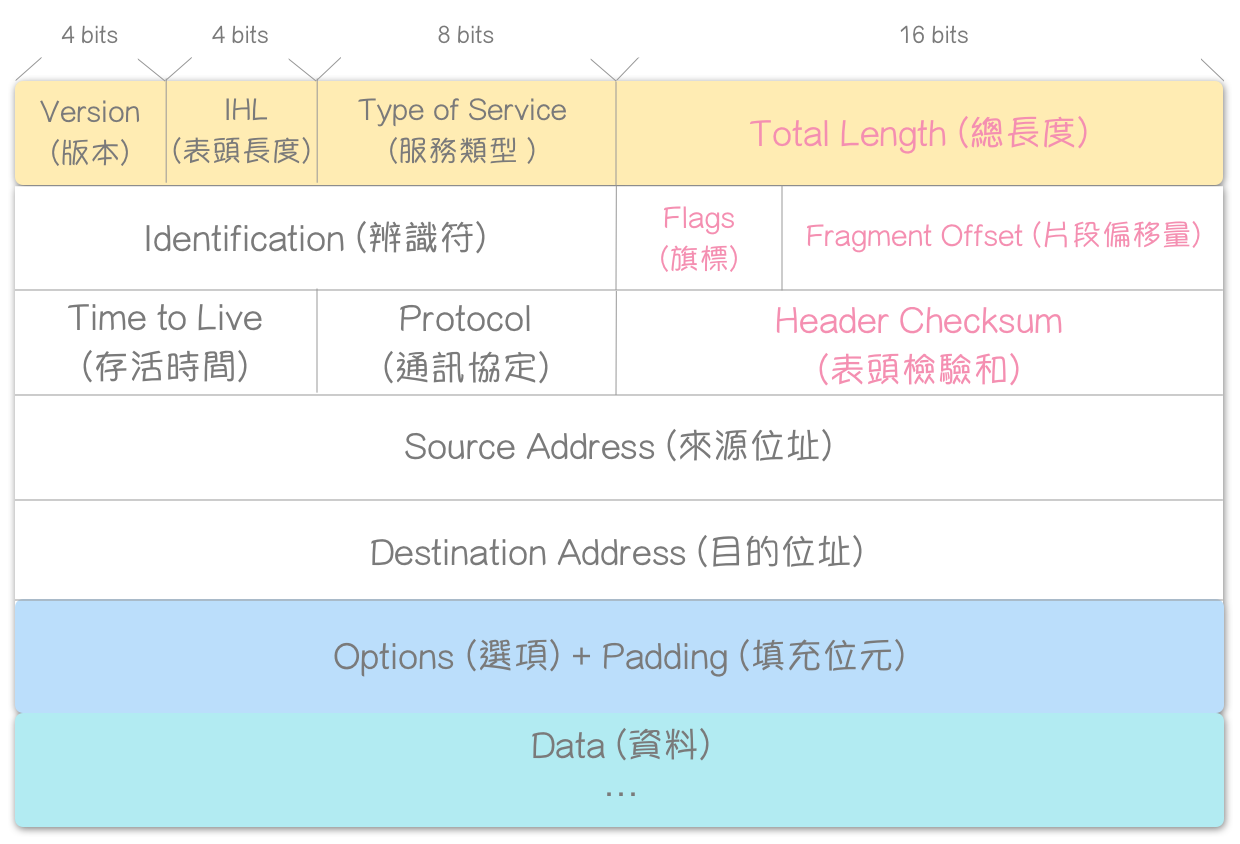 4 bits
4 bits
8 bits
16 bits
Version
(版本)
IHL
(表頭長度)
Type of Service
(服務類型 )
Total Length (總長度)
Identification (辨識符)
Flags
(旗標)
Fragment Offset (片段偏移量)
Time to Live
(存活時間)
Protocol
(通訊協定)
Header Checksum
(表頭檢驗和)
Source Address (來源位址)
Destination Address (目的位址)
Options (選項) + Padding (填充位元)
Data (資料)
...